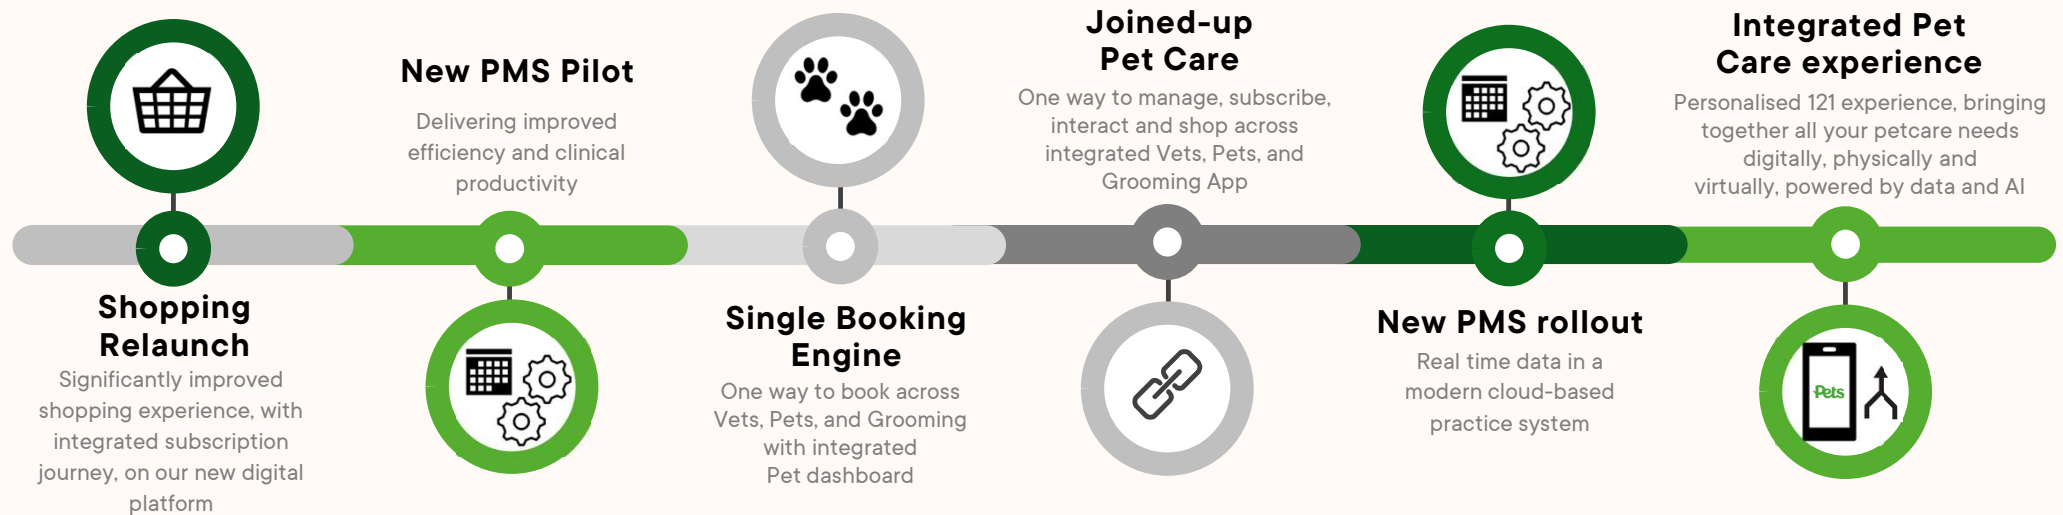 Shopping
Relaunch
Significantly improved
shopping experience, with
integrated subscription
journey, on our new digital
platform
New PMS Pilot
Delivering improved
efficiency and clinical
productivity
Single Booking
Engine
One way to book across
Vets, Pets, and Grooming
with integrated
Pet dashboard
Joined-up
Pet Care
One way to manage, subscribe,
interact and shop across
integrated Vets, Pets, and
Grooming App
New PMS rollout
Real time data in a
modern cloud-based
practice system
Integrated Pet
Care experience
Personalised 121 experience, bringing
together all your petcare needs
digitally, physically and
virtually, powered by data and AI
Pets